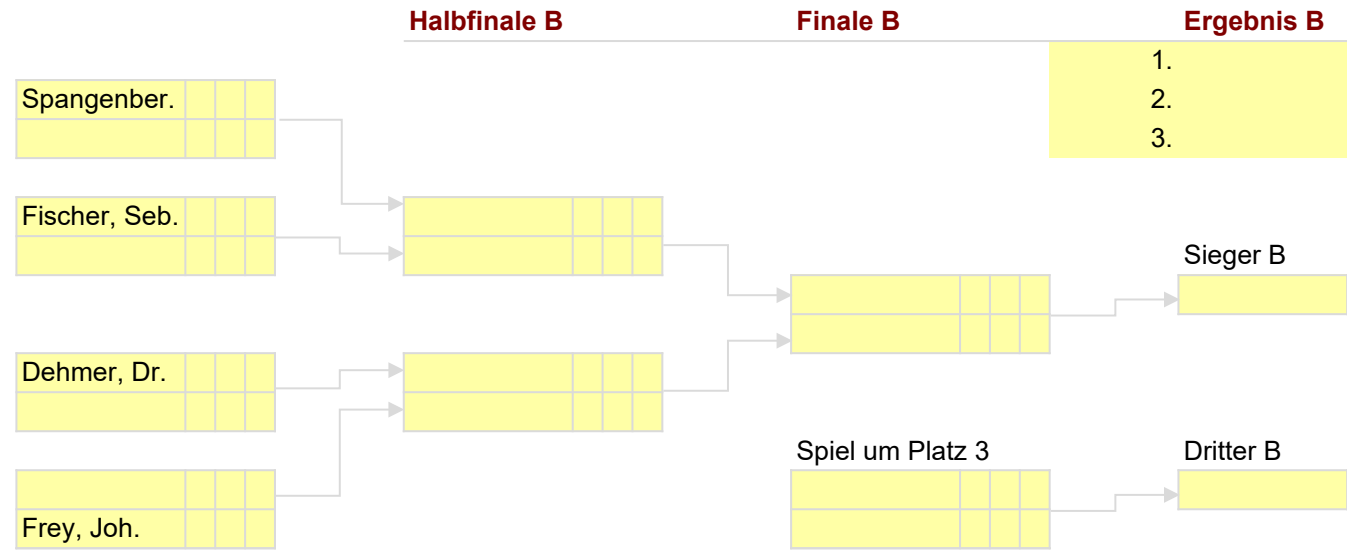 Halbfinale B Finale B Ergebnis B
1.
Spangenber. 2.
3.
Fischer, Seb.
Sieger B
Dehmer, Dr.
Spiel um Platz 3 Dritter B
Frey, Joh.